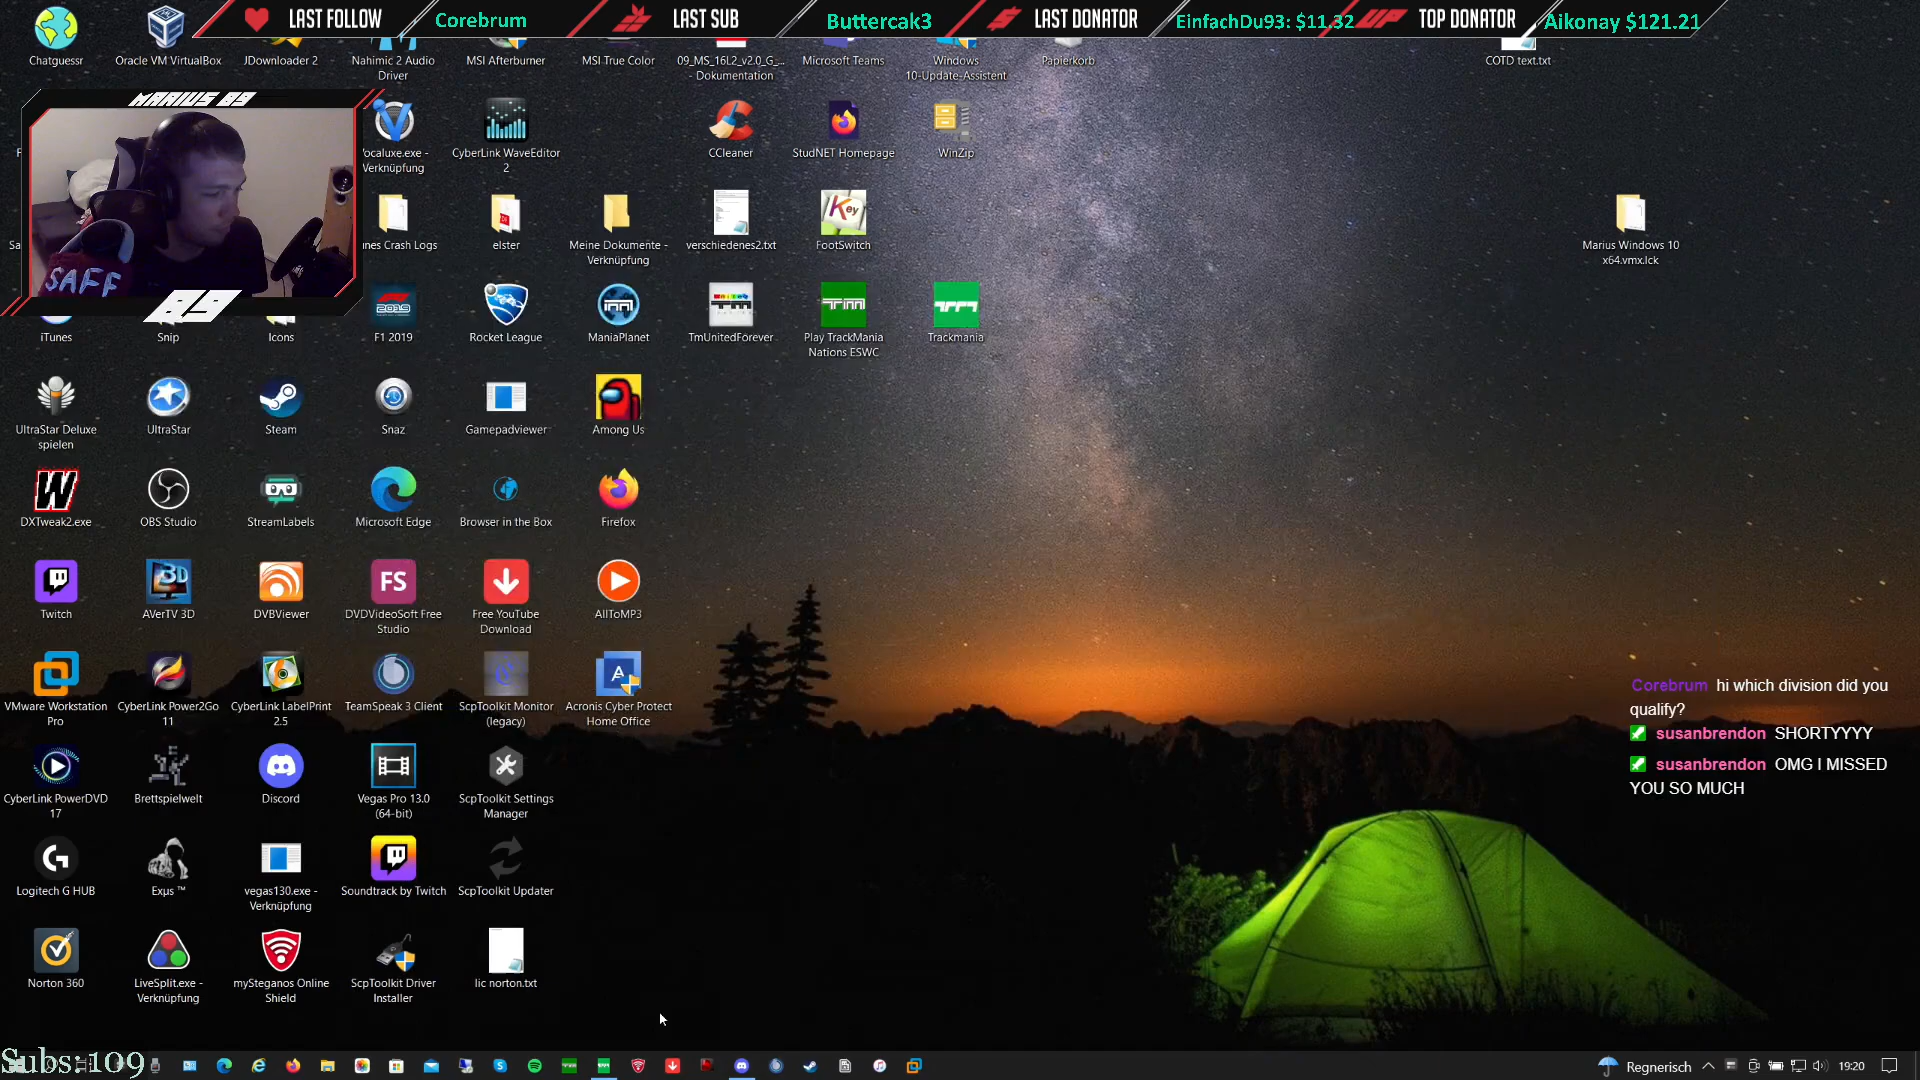 LAST FOLLOW Corebrum LAST SUB Buttercak3 LAST DONATOR EinfachDu93: $11.32 TOP DONATOR Aikonay $121.21
Chatguessr
Oracle VM VirtualBox
JDownloader 2
Nahimic 2 Audio
Driver
MSI Afterburner
MSI True Color
09_MS_16L2_v2.0_G_...
- Dokumentation
Microsoft Teams
Windows
10-Update-Assistent
Papierkorb
COTD text.txt
MARIUS 89
SAFF
89
Vocaluxe.exe -
Verknüpfung
CyberLink WaveEditor
2
CCleaner
StudNET Homepage
WinZip
nes Crash Logs
elster
Meine Dokumente -
Verknüpfung
verschiedenes2.txt
Key
FootSwitch
Marius Windows 10
x64.vmx.lck
iTunes
Snip
Icons
2019
F1 2019
Rocket League
ManiaPlanet
TmUnitedForever
Play TrackMania
Nations ESWC
Trackmania
UltraStar Deluxe
spielen
UltraStar
Steam
Snaz
Gamepadviewer
Among Us
W
DXTweak2.exe
OBS Studio
StreamLabels
Microsoft Edge
Browser in the Box
Firefox
Twitch
3D
AVerTV 3D
DVBViewer
FS
DVDVideoSoft Free
Studio
Free YouTube
Download
AllToMP3
VMware Workstation
Pro
CyberLink Power2Go
11
CyberLink LabelPrint
2.5
TeamSpeak 3 Client
ScpToolkit Monitor
(legacy)
A
Acronis Cyber Protect
Home Office
Corebrum hi which division did you
qualify?
susanbrendon SHORTYYYY
susanbrendon OMG I MISSED
YOU SO MUCH
CyberLink PowerDVD
17
Brettspielwelt
Discord
Vegas Pro 13.0
(64-bit)
ScpToolkit Settings
Manager
Logitech G HUB
Exµs ™
vegas130.exe -
Verknüpfung
Soundtrack by Twitch
ScpToolkit Updater
Norton 360
LiveSplit.exe -
Verknüpfung
mySteganos Online
Shield
ScpToolkit Driver
Installer
lic norton.txt
Subs:109
Regnerisch
19:20